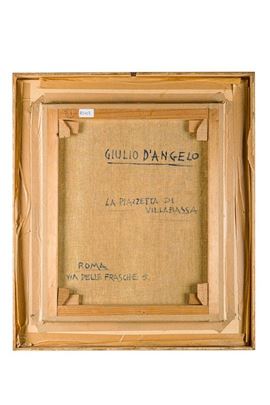 GIULIO D'ANGELO
LA PIAZZETTA DI
VILLABASSA
ROMA
VIA DELLE FRASCHE 5.